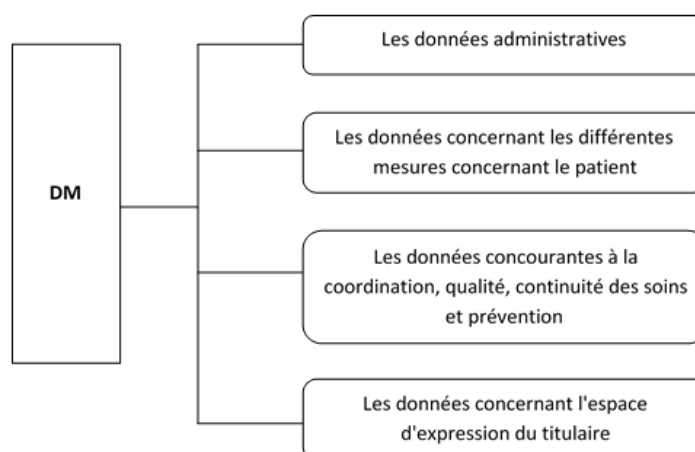 Les données administratives
Les données concernant les différentes
mesures concernant le patient
DM
Les données concourantes à la
coordination, qualité, continuité des soins
et prévention
Les données concernant l'espace
d'expression du titulaire